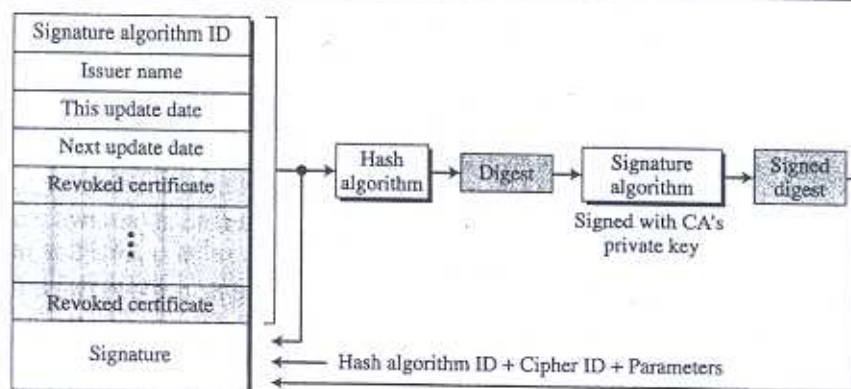 Signature algorithm ID
Issuer name
This update date
Next update date
Revoked certificate
Revoked certificate
Signature
Hash
algorithm
Digest
Signature
algorithm
Signed with CA's
private key
Signed
digest
Hash algorithm ID + Cipher ID + Parameters